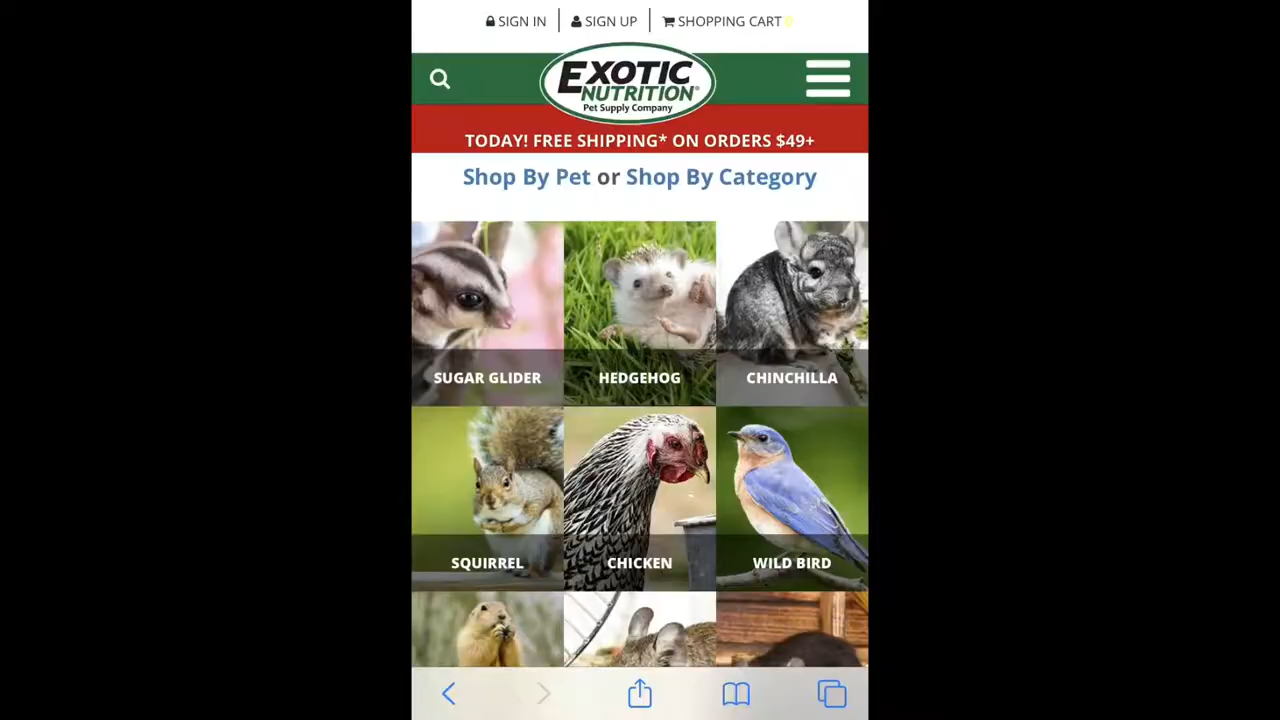 SIGN IN
SIGN UP
SHOPPING CART 0
EXOTIC
NUTRITION®
Pet Supply Company
TODAY! FREE SHIPPING* ON ORDERS $49+
Shop By Pet or Shop By Category
SUGAR GLIDER
HEDGEHOG
CHINCHILLA
SQUIRREL
CHICKEN
WILD BIRD